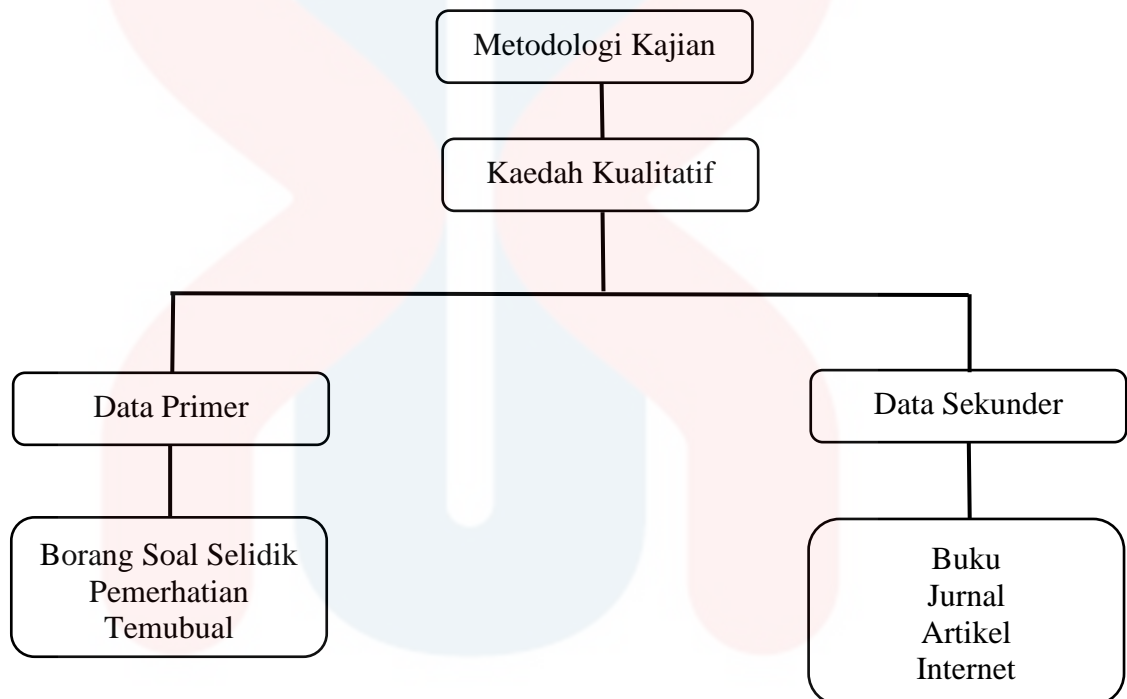 Metodologi Kajian
Kaedah Kualitatif
Data Primer
Data Sekunder
Borang Soal Selidik
Pemerhatian
Temubual
Buku
Jurnal
Artikel
Internet